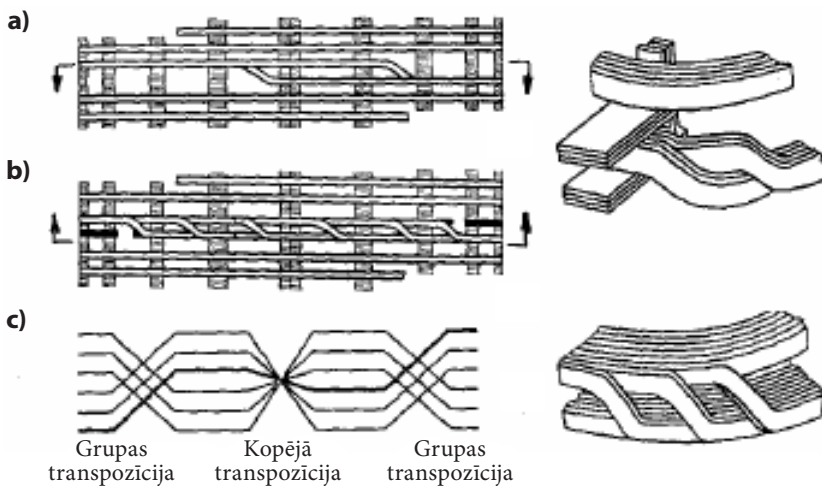 a)
b)
c)
Grupas
transpozīcija
Kopējā
transpozīcija
Grupas
transpozīcija